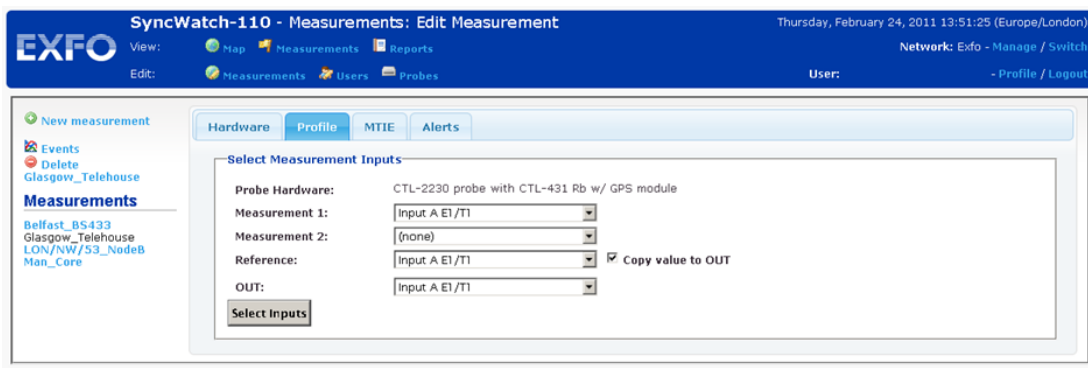 SyncWatch-110 - Measurements: Edit Measurement
Thursday, February 24, 2011 13:51:25 (Europe/London)
EXFO
View: Map Measurements Reports
Network: Exfo - Manage / Switch
Edit: Measurements Users Probes
User: - Profile / Logout
New measurement
Events
Delete
Glasgow_Telehouse
Measurements
Belfast_BS433
Glasgow_Telehouse
LON/NW/53_NodeB
Man_Core
Hardware Profile MTIE Alerts
Select Measurement Inputs
Probe Hardware: CTL-2230 probe with CTL-431 Rb w/ GPS module
Measurement 1: Input A E1/T1
Measurement 2: (none)
Reference: Input A E1/T1 Copy value to OUT
OUT: Input A E1/T1
Select Inputs